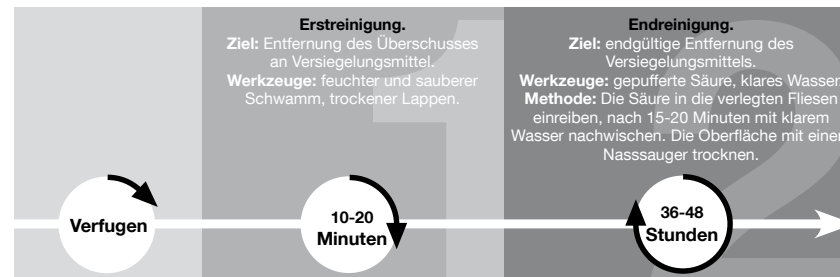 Erstreinigung.
Ziel: Entfernung des Überschusses
an Versiegelungsmittel.
Werkzeuge: feuchter und sauberer
Schwamm, trockener Lappen.
1
Endreinigung.
Ziel: endgültige Entfernung des
Versiegelungsmittels.
Werkzeuge: gepufferte Säure, klares Wasser
Methode: Die Säure in die verlegten Fliesen
einreiben, nach 15-20 Minuten mit klarem
Wasser nachwischen. Die Oberfläche mit eine
Nasssauger trocknen.
2
Verfugen
10-20
Minuten
36-48
Stunden